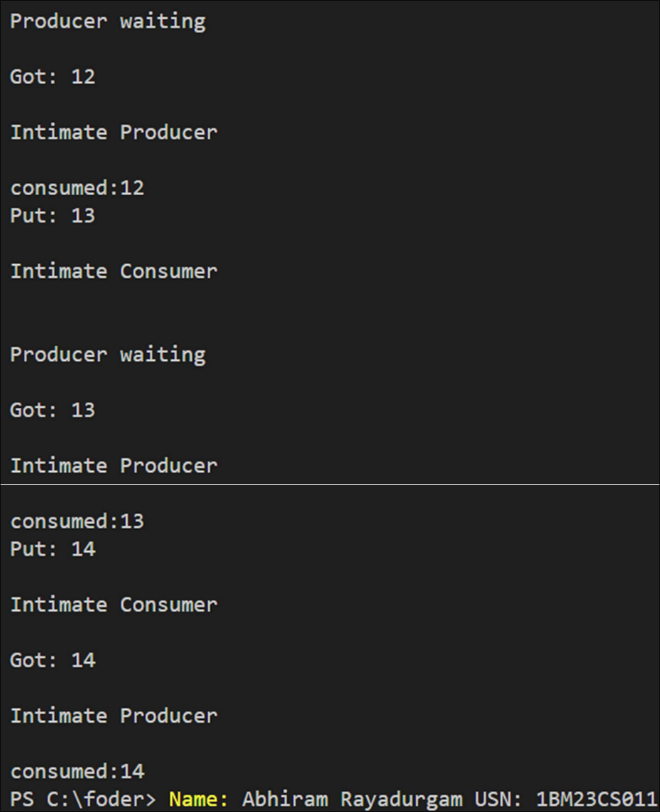 Producer waiting
Got: 12
Intimate Producer
consumed:12
Put: 13
Intimate Consumer
Producer waiting
Got: 13
Intimate Producer
consumed:13
Put: 14
Intimate Consumer
Got: 14
Intimate Producer
consumed:14
PS C:\foder> Name: Abhiram Rayadurgam USN: 1BM23CS011